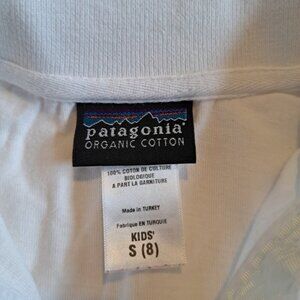 patagonia®
ORGANIC COTTON
100% COTON DE CULTURE
BIOLOGIQUE
A PART LA GARNITURE
Made in TURKEY
Fabriqué en TURQUIE
KIDS'
S (8)